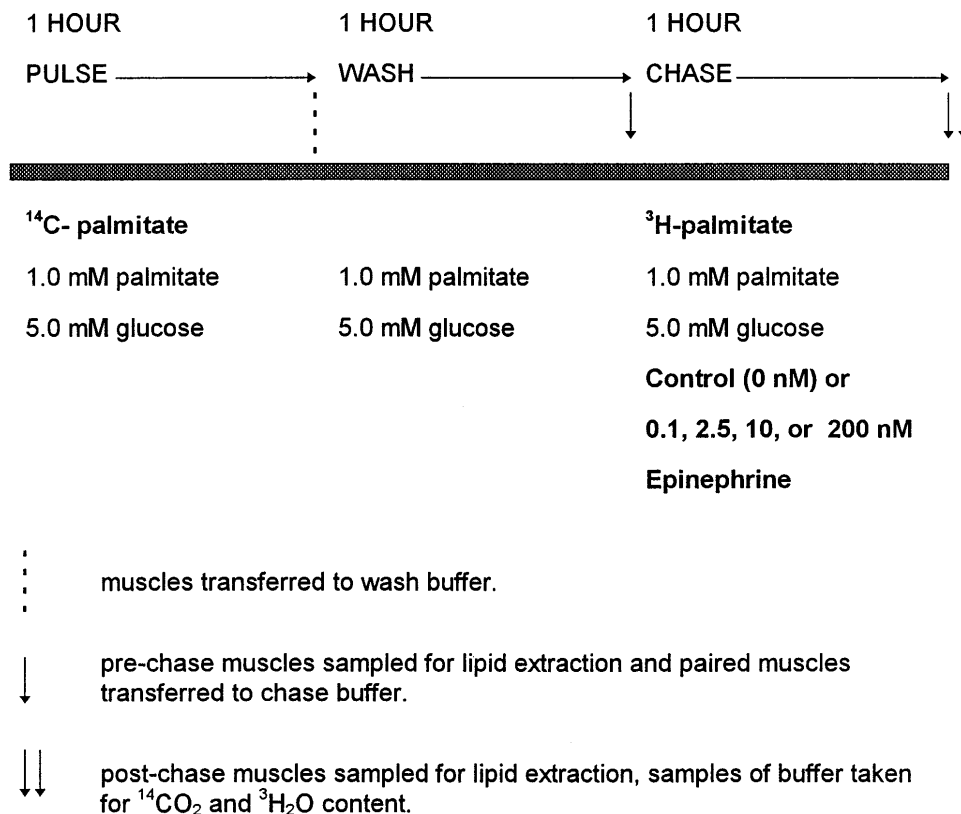 1 HOUR 1 HOUR 1 HOUR
PULSE WASH CHASE
¹⁴C- palmitate ³H-palmitate
1.0 mM palmitate 1.0 mM palmitate 1.0 mM palmitate
5.0 mM glucose 5.0 mM glucose 5.0 mM glucose
Control (0 nM) or
0.1, 2.5, 10, or 200 nM
Epinephrine
muscles transferred to wash buffer.
pre-chase muscles sampled for lipid extraction and paired muscles
transferred to chase buffer.
post-chase muscles sampled for lipid extraction, samples of buffer taken
for ¹⁴CO₂ and ³H₂O content.